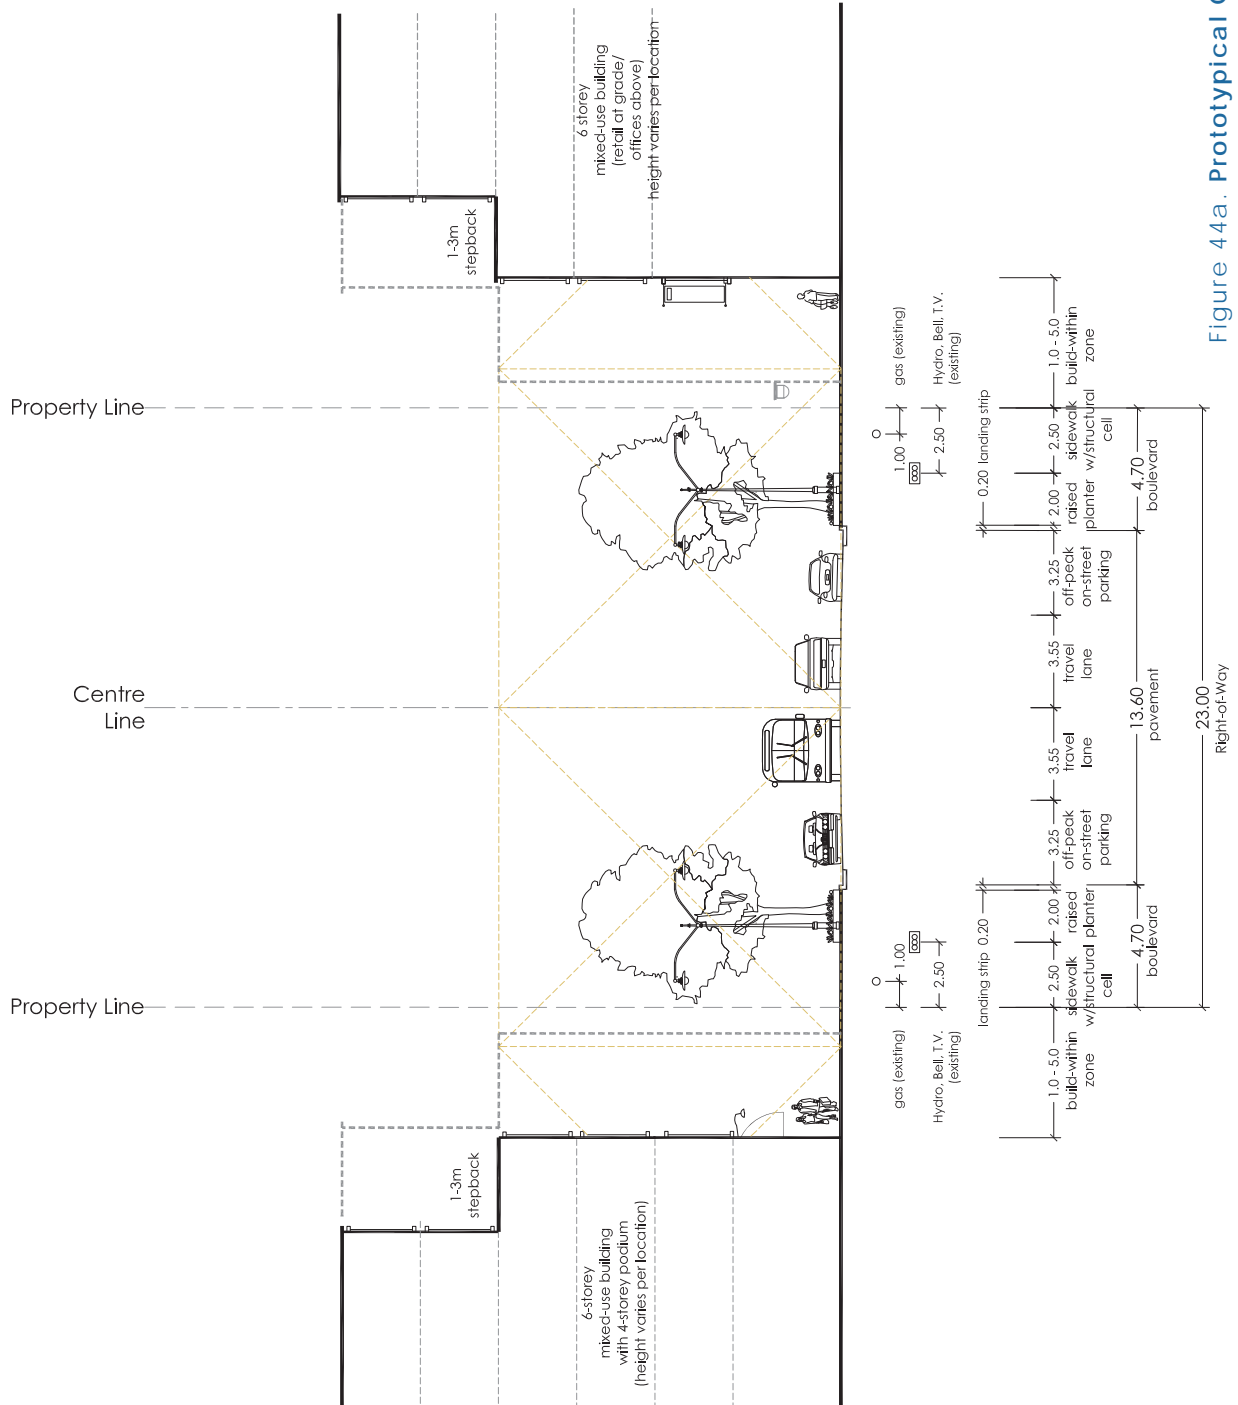 Property Line
Centre
Line
Property Line
6 storey
mixed-use building
(retail at grade/
offices above)
height varies per location
1-3m
stepback
1-3m
stepback
6-storey
mixed-use building
with 4-storey podium
(height varies per location)
gas (existing)
1.00
Hydro, Bell, T.V.
(existing)
2.50
0.20 landing strip
1.0 - 5.0
build-within
zone
2.50
sidewalk
w/structural
cell
2.00
raised
planter
4.70
boulevard
3.25
off-peak
on-street
parking
3.55
travel
lane
3.55
travel
lane
3.25
off-peak
on-street
parking
13.60
pavement
23.00
Right-of-Way
2.00
raised
planter
2.50
sidewalk
w/structural
cell
4.70
boulevard
1.0 - 5.0
build-within
zone
landing strip 0.20
1.00
gas (existing)
2.50
Hydro, Bell, T.V.
(existing)
Figure 44a. Prototypical